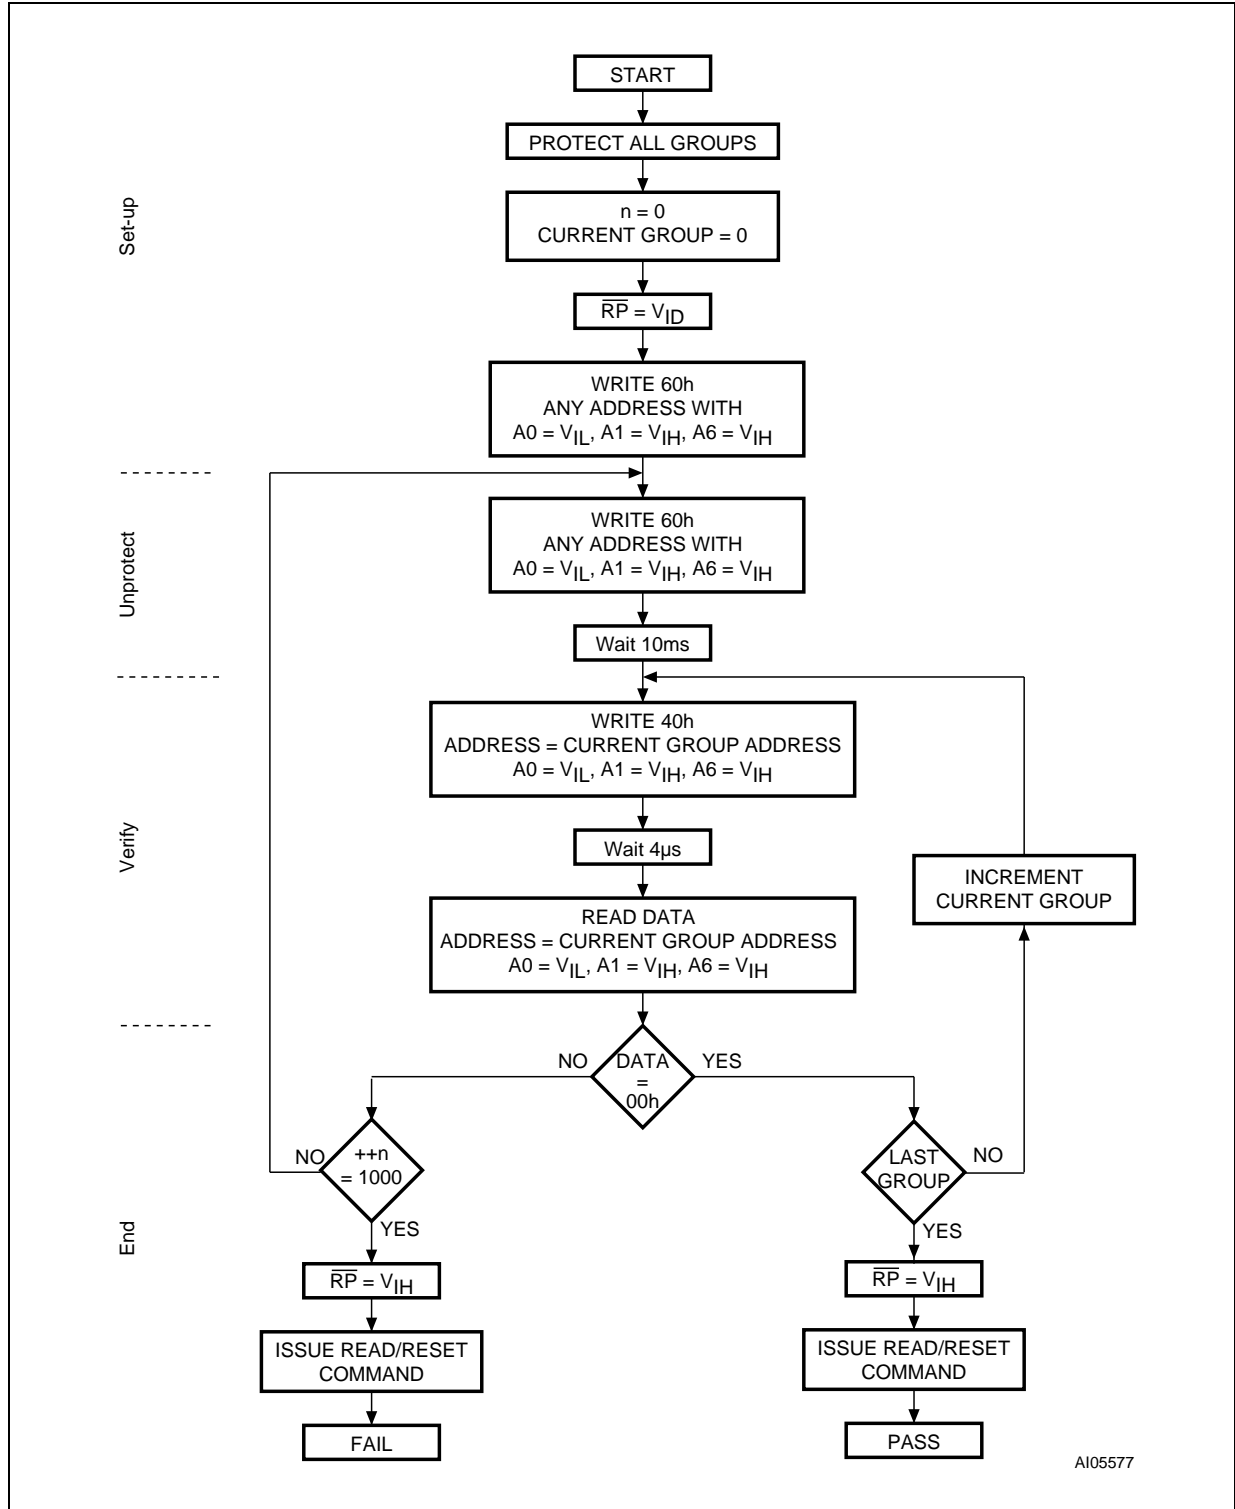 START
PROTECT ALL GROUPS
Set-up
n = 0
CURRENT GROUP = 0
RP = VID
WRITE 60h
ANY ADDRESS WITH
A0 = VIL, A1 = VIH, A6 = VIH
Unprotect
WRITE 60h
ANY ADDRESS WITH
A0 = VIL, A1 = VIH, A6 = VIH
Wait 10ms
Verify
WRITE 40h
ADDRESS = CURRENT GROUP ADDRESS
A0 = VIL, A1 = VIH, A6 = VIH
Wait 4µs
INCREMENT
CURRENT GROUP
READ DATA
ADDRESS = CURRENT GROUP ADDRESS
A0 = VIL, A1 = VIH, A6 = VIH
End
NO
DATA
=
00h
YES
NO
++n
= 1000
YES
LAST
GROUP
NO
YES
RP = VIH
RP = VIH
ISSUE READ/RESET
COMMAND
ISSUE READ/RESET
COMMAND
FAIL
PASS
AI05577